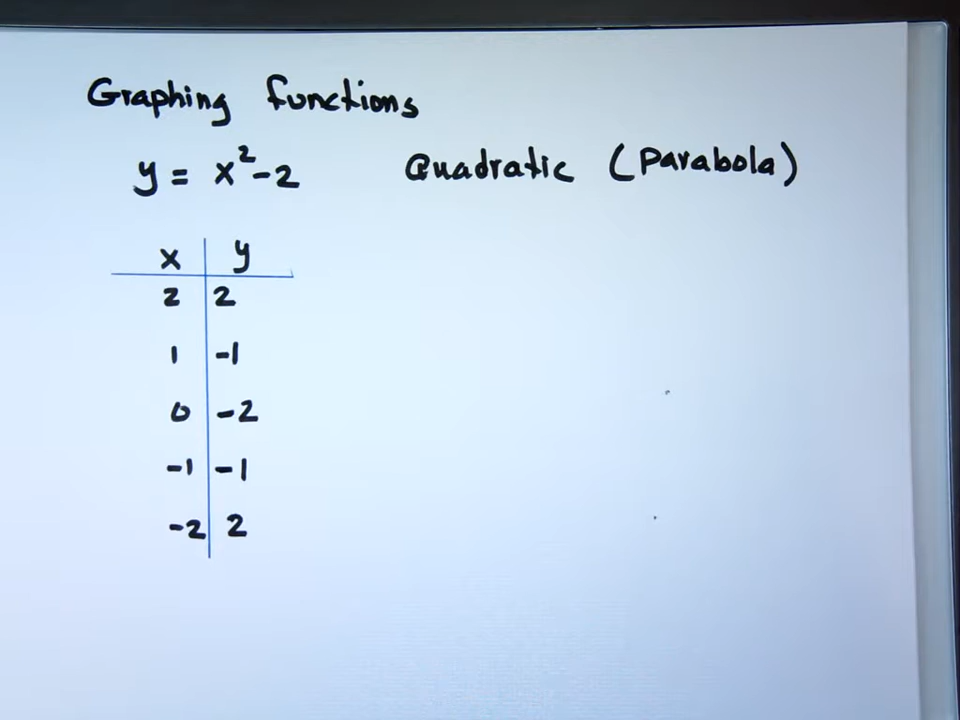 Graphing functions
y = x²-2 Quadratic (Parabola)
x y
2 2
1 -1
0 -2
-1 -1
-2 2